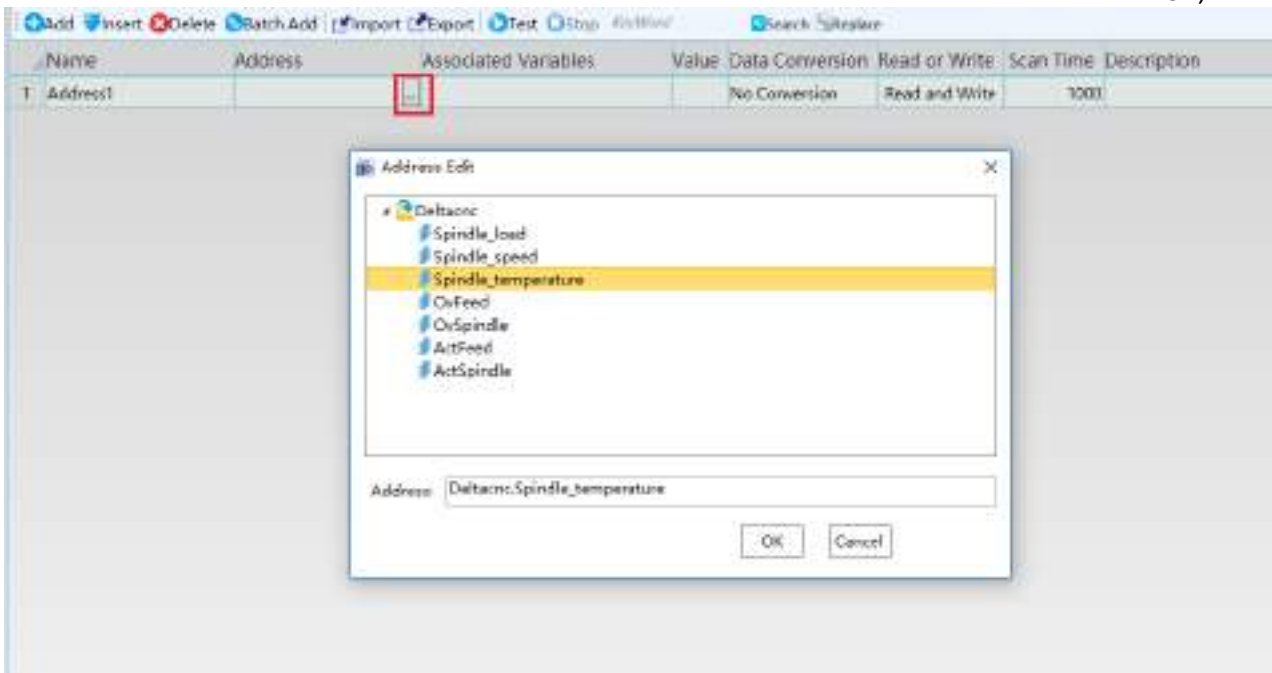 Add Insert Delete Batch Add Import Export Test Stop Search Replace
Name Address Associated Variables Value Data Conversion Read or Write Scan Time Description
1 Address1 ... No Conversion Read and Write 1000
Address Edit
Deltacnc
Spindle_load
Spindle_speed
Spindle_temperature
OvFeed
OvSpindle
ActFeed
ActSpindle
Address Deltacnc.Spindle_temperature
OK Cancel